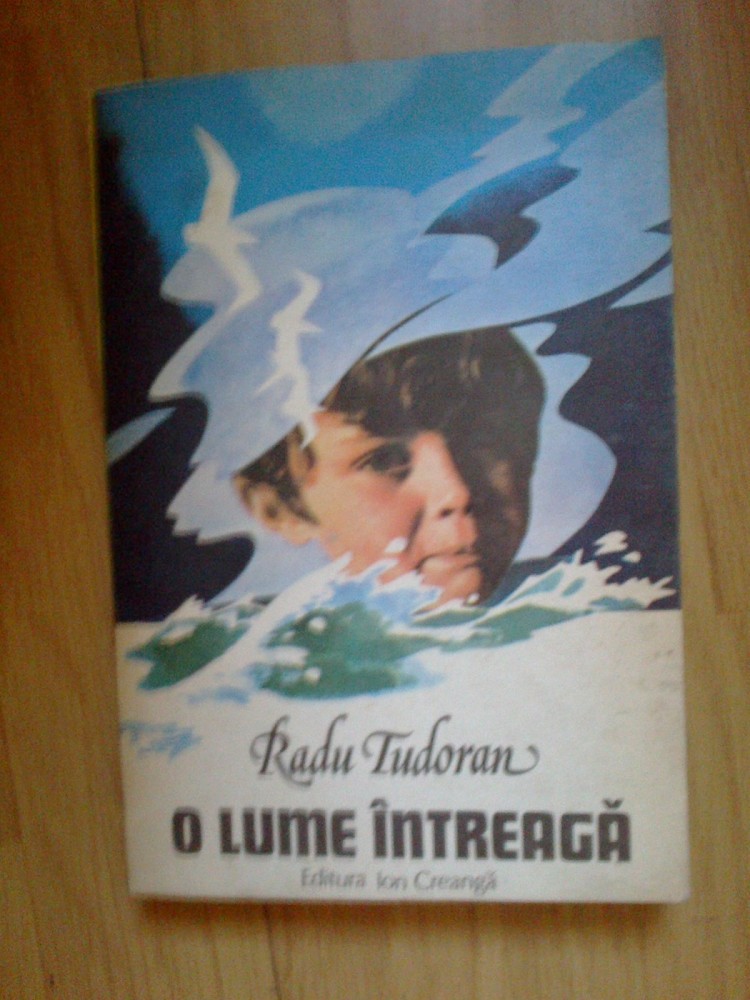 Radu Tudoran
O LUME ÎNTREAGĂ
Editura Ion Creangă